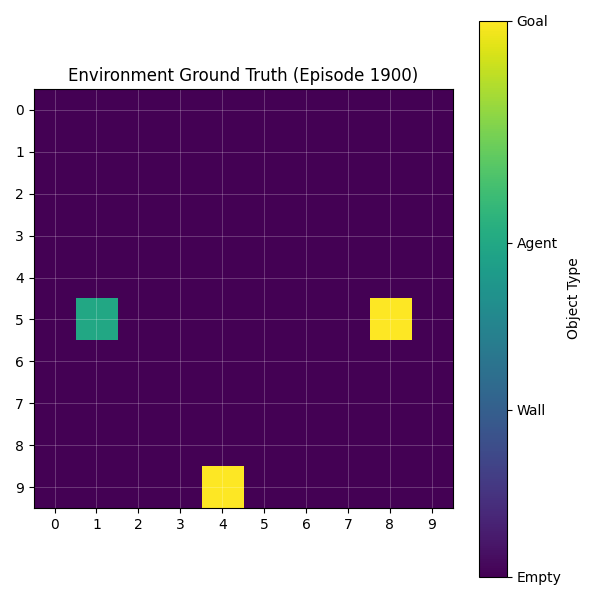 Environment Ground Truth (Episode 1900)
0
1
2
3
4
5
6
7
8
9
0 1 2 3 4 5 6 7 8 9
Goal
Agent
Wall
Empty
Object Type